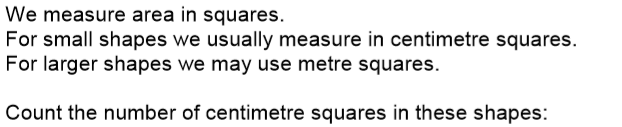 We measure area in squares.
For small shapes we usually measure in centimetre squares.
For larger shapes we may use metre squares.
Count the number of centimetre squares in these shapes: